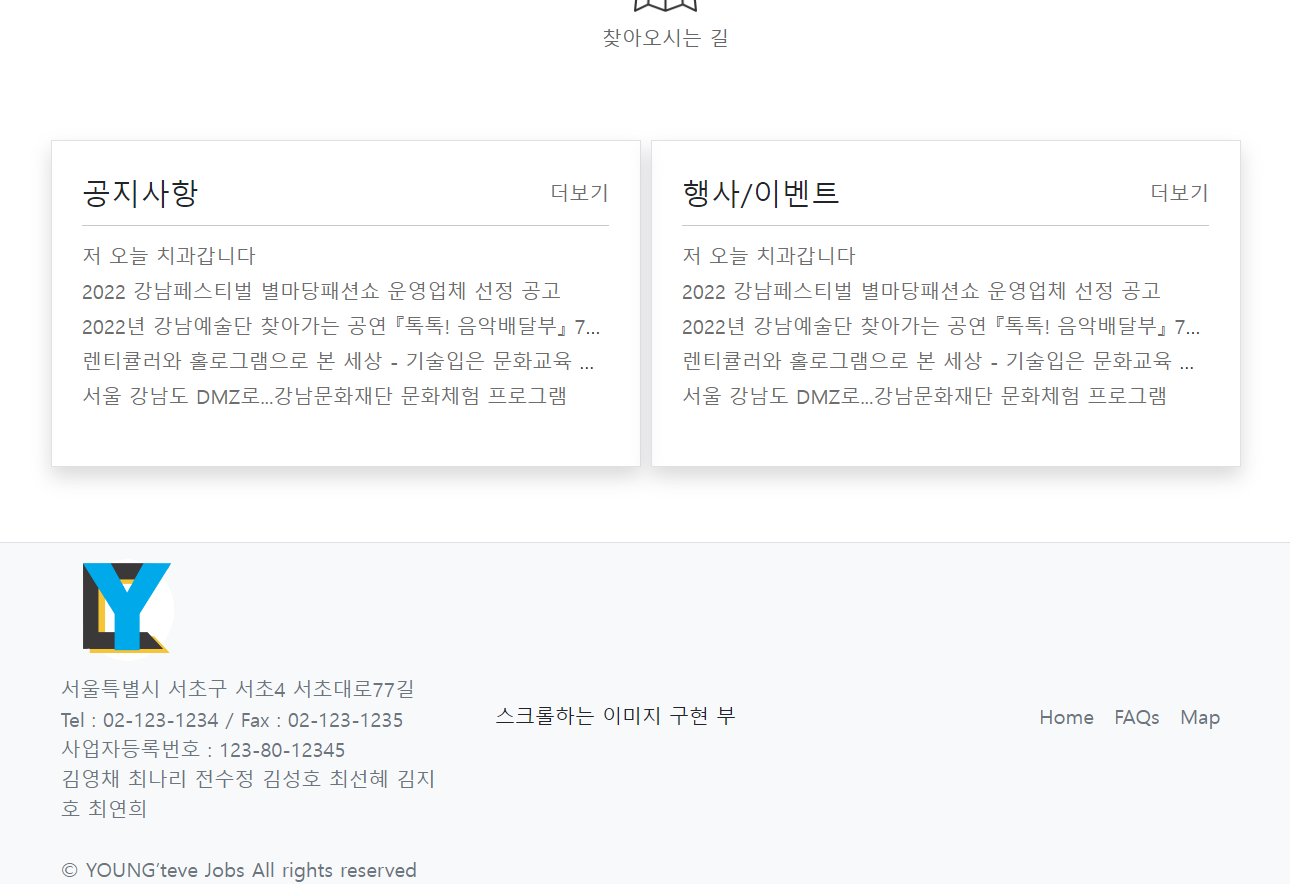 찾아오시는 길
공지사항
더보기
저 오늘 치과갑니다
2022 강남페스티벌 별마당패션쇼 운영업체 선정 공고
2022년 강남예술단 찾아가는 공연『톡톡! 음악배달부』 7...
렌티큘러와 홀로그램으로 본 세상 - 기술입은 문화교육 ...
서울 강남도 DMZ로...강남문화재단 문화체험 프로그램
행사/이벤트
더보기
저 오늘 치과갑니다
2022 강남페스티벌 별마당패션쇼 운영업체 선정 공고
2022년 강남예술단 찾아가는 공연『톡톡! 음악배달부』 7...
렌티큘러와 홀로그램으로 본 세상 - 기술입은 문화교육 ...
서울 강남도 DMZ로...강남문화재단 문화체험 프로그램
Y
서울특별시 서초구 서초4 서초대로77길
Tel : 02-123-1234 / Fax : 02-123-1235
사업자등록번호 : 123-80-12345
김영채 최나리 전수정 김성호 최선혜 김지
호 최연희
© YOUNG'teve Jobs All rights reserved
스크롤하는 이미지 구현 부
Home FAQs Map